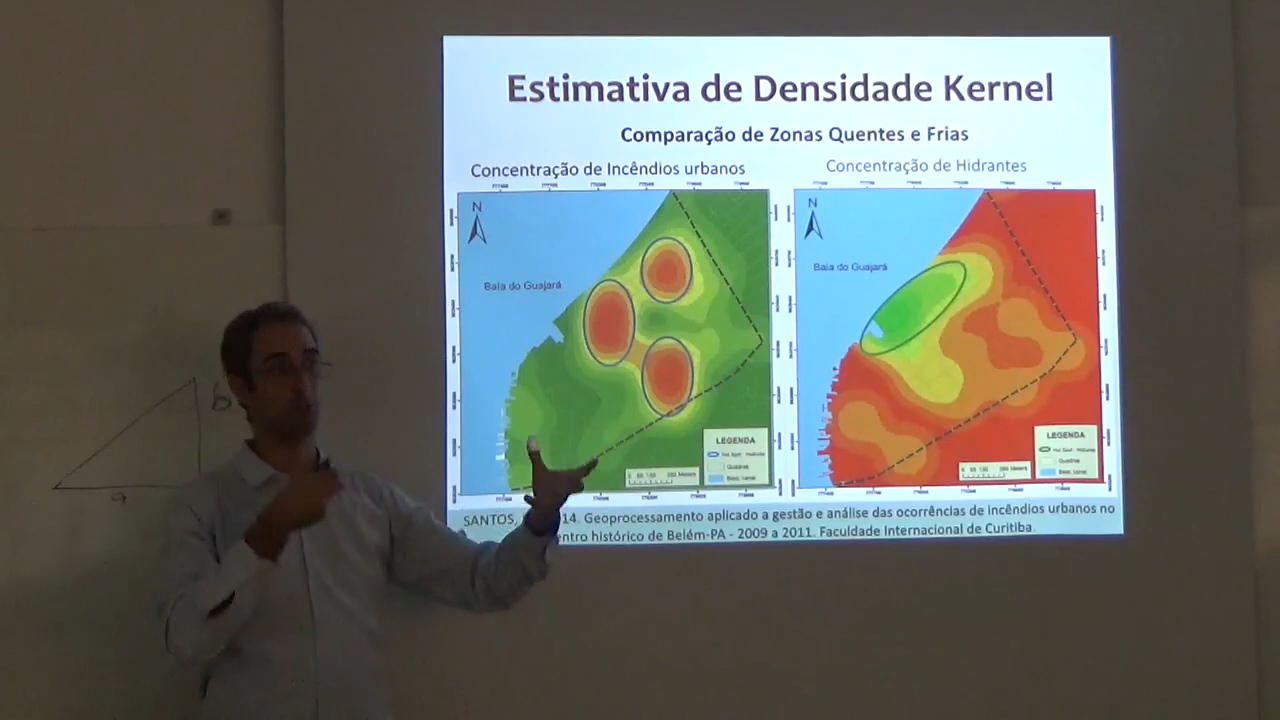 Estimativa de Densidade Kernel
Comparação de Zonas Quentes e Frias
Concentração de Incêndios urbanos
Concentração de Hidrantes
N
Baía do Guajará
N
Baía do Guajará
LEGENDA
Quadras
LEGENDA
Quadras
SANTOS, 14. Geoprocessamento aplicado a gestão e análise das ocorrências de incêndios urbanos no
entro histórico de Belém-PA - 2009 a 2011. Faculdade Internacional de Curitiba.
b
a